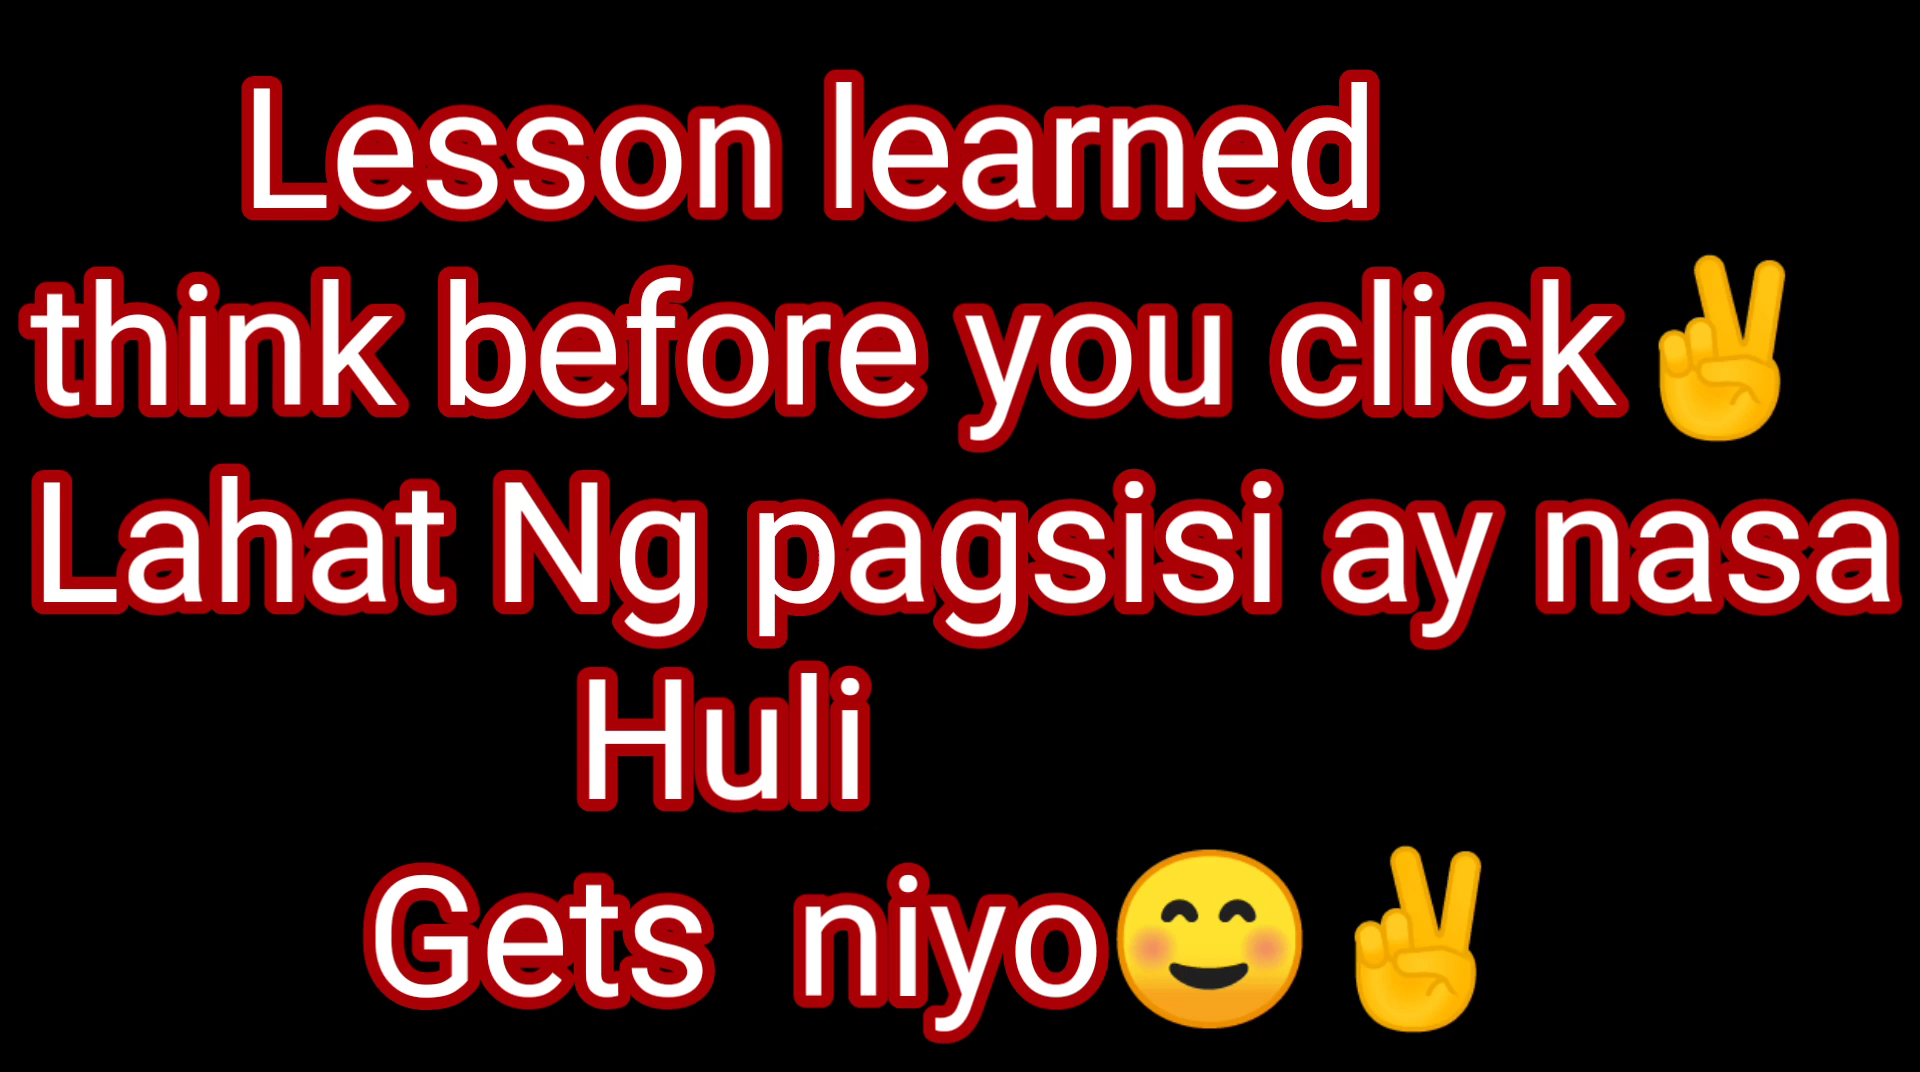 Lesson learned
think before you click✌
Lahat Ng pagsisi ay nasa
Huli
Gets niyo😊✌